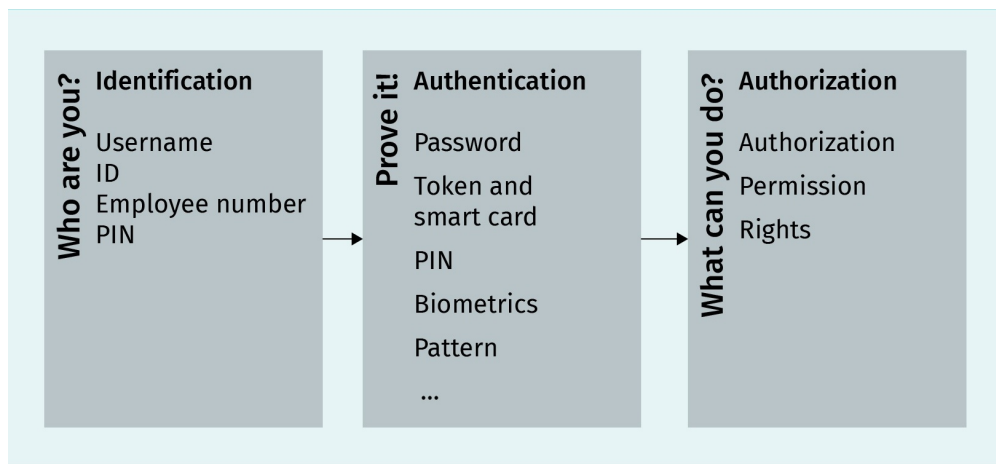 Who are you?
Identification
Username
ID
Employee number
PIN
Prove it!
Authentication
Password
Token and
smart card
PIN
Biometrics
Pattern
...
What can you do?
Authorization
Authorization
Permission
Rights